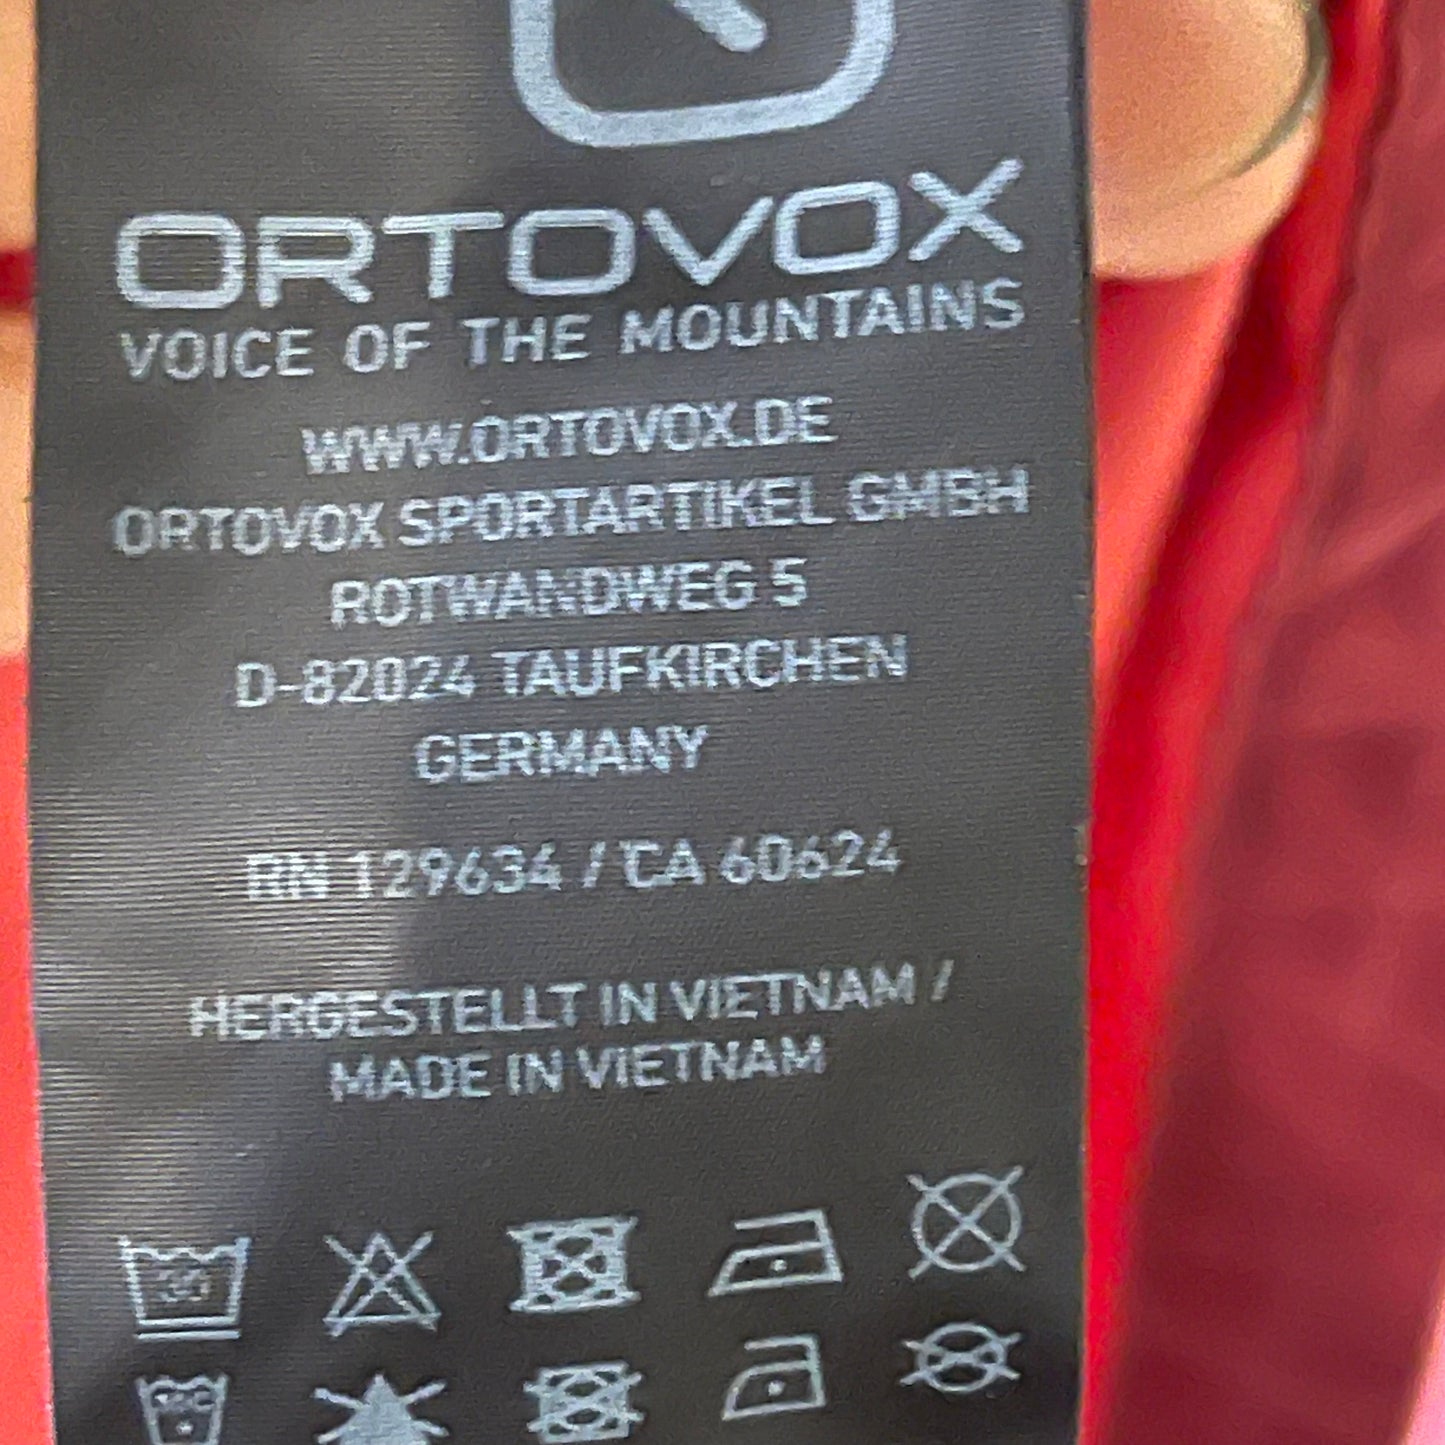 ORTOVOX
VOICE OF THE MOUNTAINS
WWW.ORTOVOX.DE
ORTOVOX SPORTARTIKEL GMBH
ROTWANDWEG 5
D-82024 TAUFKIRCHEN
GERMANY
RN 129634 / CA 60624
HERGESTELLT IN VIETNAM /
MADE IN VIETNAM
30